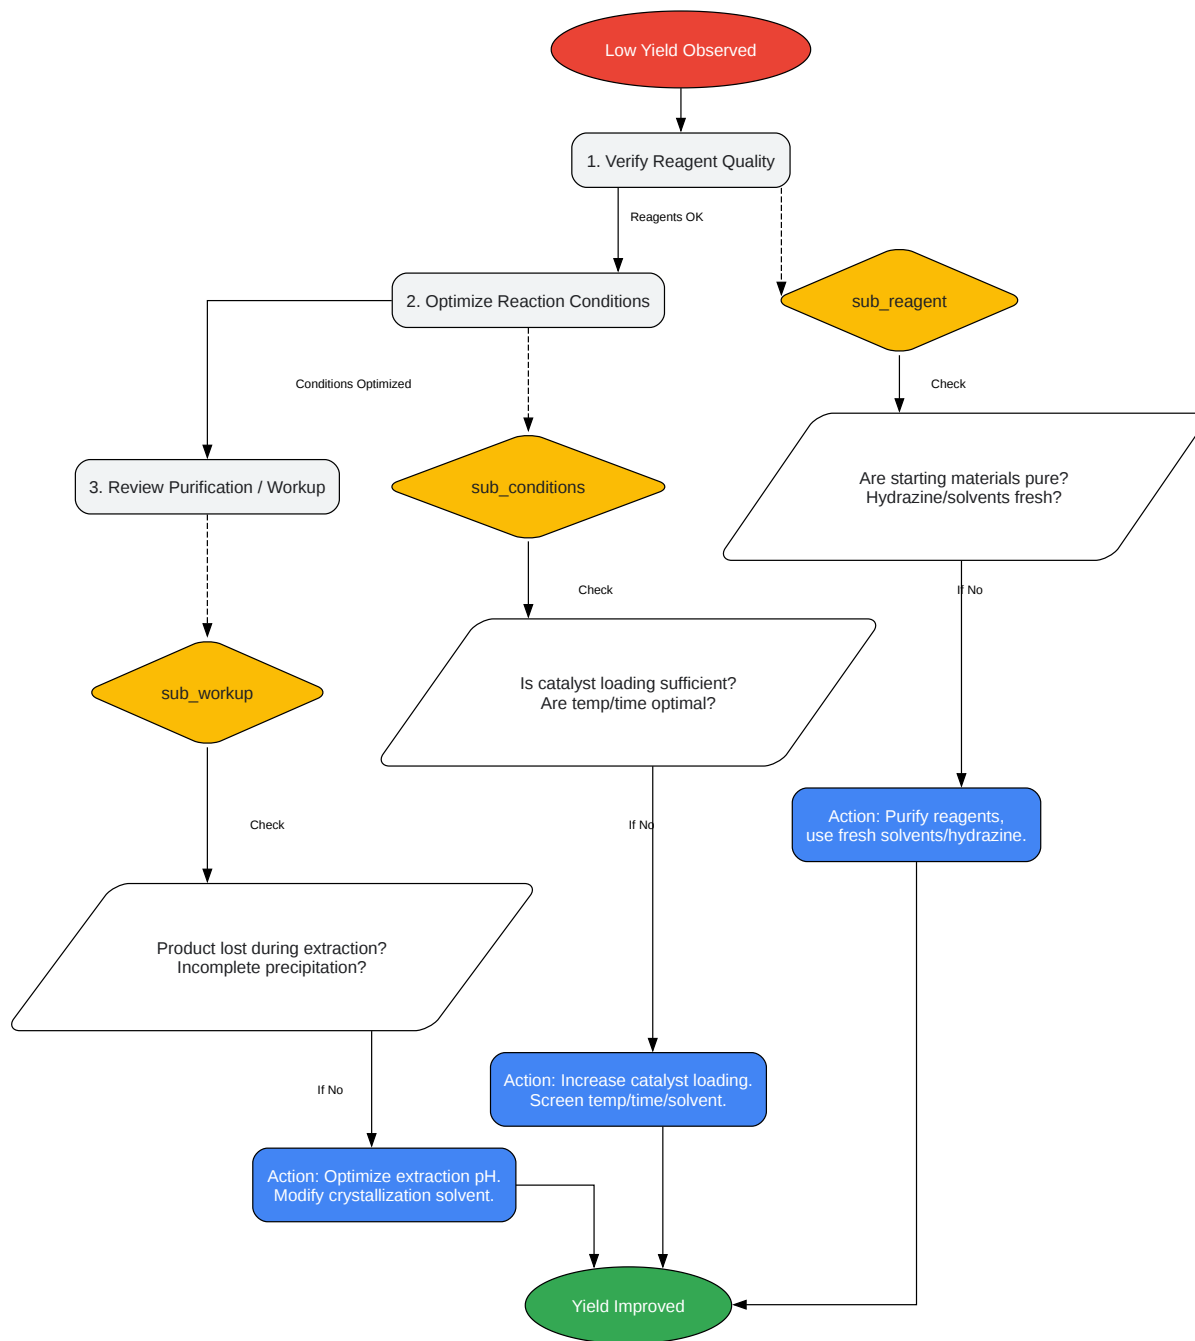 Low Yield Observed
1. Verify Reagent Quality
Reagents OK
2. Optimize Reaction Conditions
sub_reagent
Conditions Optimized
Check
3. Review Purification / Workup
sub_conditions
Are starting materials pure?
Hydrazine/solvents fresh?
Check
If No
sub_workup
Is catalyst loading sufficient?
Are temp/time optimal?
Check
If No
Action: Purify reagents,
use fresh solvents/hydrazine.
Product lost during extraction?
Incomplete precipitation?
If No
Action: Increase catalyst loading.
Screen temp/time/solvent.
Action: Optimize extraction pH.
Modify crystallization solvent.
Yield Improved